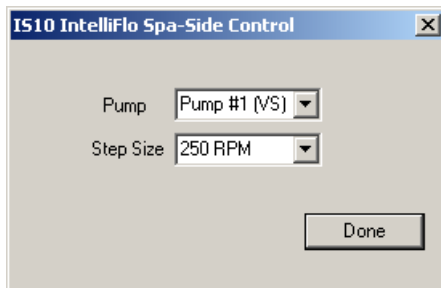 IS10 IntelliFlo Spa-Side Control
Pump Pump #1 (VS)
Step Size 250 RPM
Done